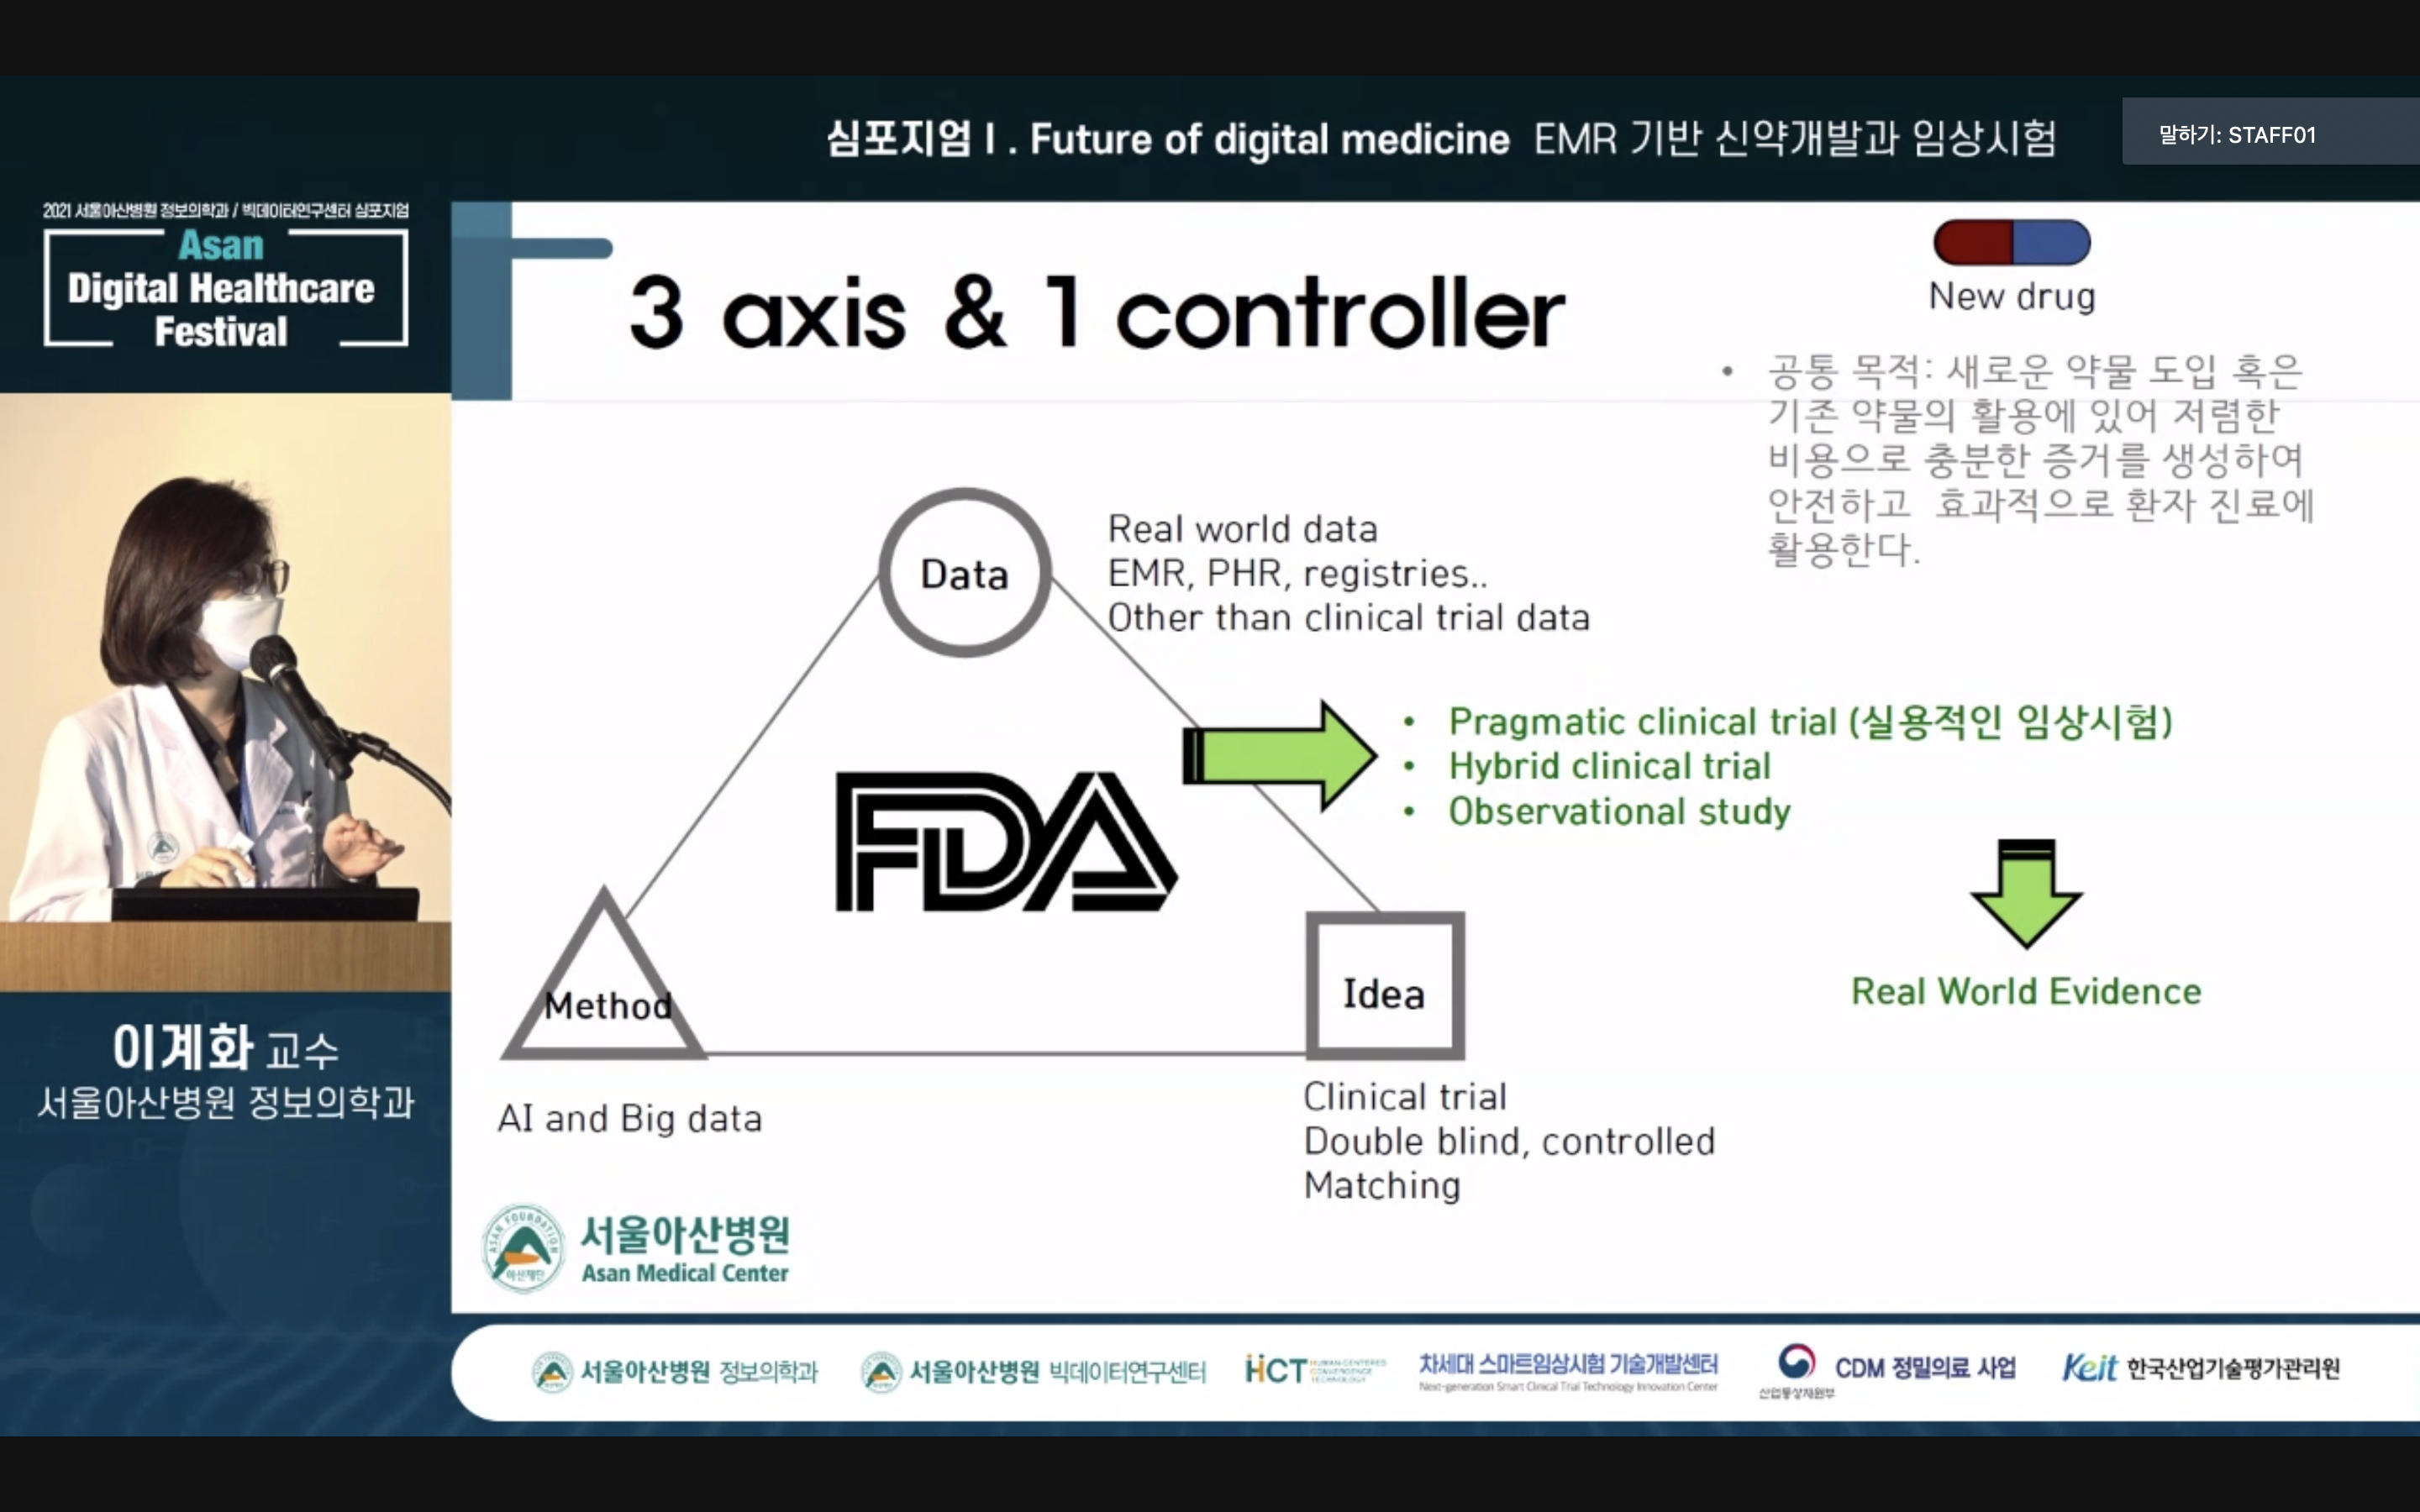 심포지엄 I . Future of digital medicine EMR 기반 신약개발과 임상시험
말하기: STAFF01
2021 서울아산병원 정보의학과 / 빅데이터연구센터 심포지엄
Asan
Digital Healthcare
Festival
3 axis & 1 controller
New drug
• 공통 목적: 새로운 약물 도입 혹은
기존 약물의 활용에 있어 저렴한
비용으로 충분한 증거를 생성하여
안전하고 효과적으로 환자 진료에
활용한다.
Data
Real world data
EMR, PHR, registries..
Other than clinical trial data
• Pragmatic clinical trial (실용적인 임상시험)
• Hybrid clinical trial
• Observational study
FDA
Real World Evidence
Method
Idea
AI and Big data
Clinical trial
Double blind, controlled
Matching
이계화 교수
서울아산병원 정보의학과
ASAN FOUNDATION
아산재단
서울아산병원
Asan Medical Center
서울아산병원 정보의학과
서울아산병원 빅데이터연구센터
HCT HUMAN-CENTERED
CONVERGENCE
TECHNOLOGY
차세대 스마트임상시험 기술개발센터
Next-generation Smart Clinical Trial Technology Innovation Center
산업통상자원부
CDM 정밀의료 사업
Keit 한국산업기술평가관리원